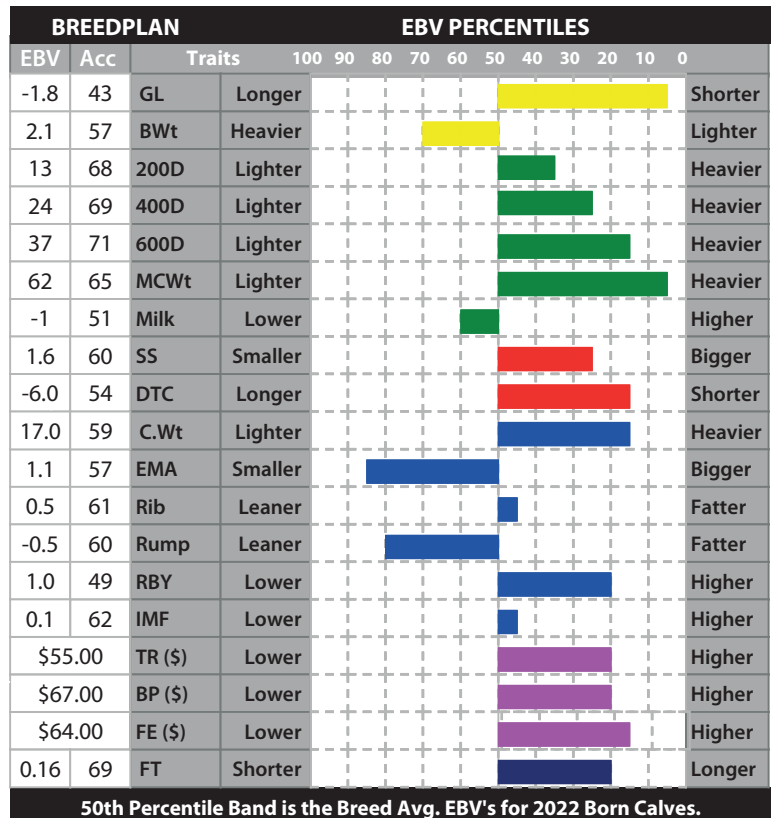 BREEDPLAN EBV PERCENTILES
EBV Acc Traits 100 90 80 70 60 50 40 30 20 10 0
-1.8 43 GL Longer Shorter
2.1 57 BWt Heavier Lighter
13 68 200D Lighter Heavier
24 69 400D Lighter Heavier
37 71 600D Lighter Heavier
62 65 MCWt Lighter Heavier
-1 51 Milk Lower Higher
1.6 60 SS Smaller Bigger
-6.0 54 DTC Longer Shorter
17.0 59 C.Wt Lighter Heavier
1.1 57 EMA Smaller Bigger
0.5 61 Rib Leaner Fatter
-0.5 60 Rump Leaner Fatter
1.0 49 RBY Lower Higher
0.1 62 IMF Lower Higher
$55.00 TR ($) Lower Higher
$67.00 BP ($) Lower Higher
$64.00 FE ($) Lower Higher
0.16 69 FT Shorter Longer
50th Percentile Band is the Breed Avg. EBV's for 2022 Born Calves.